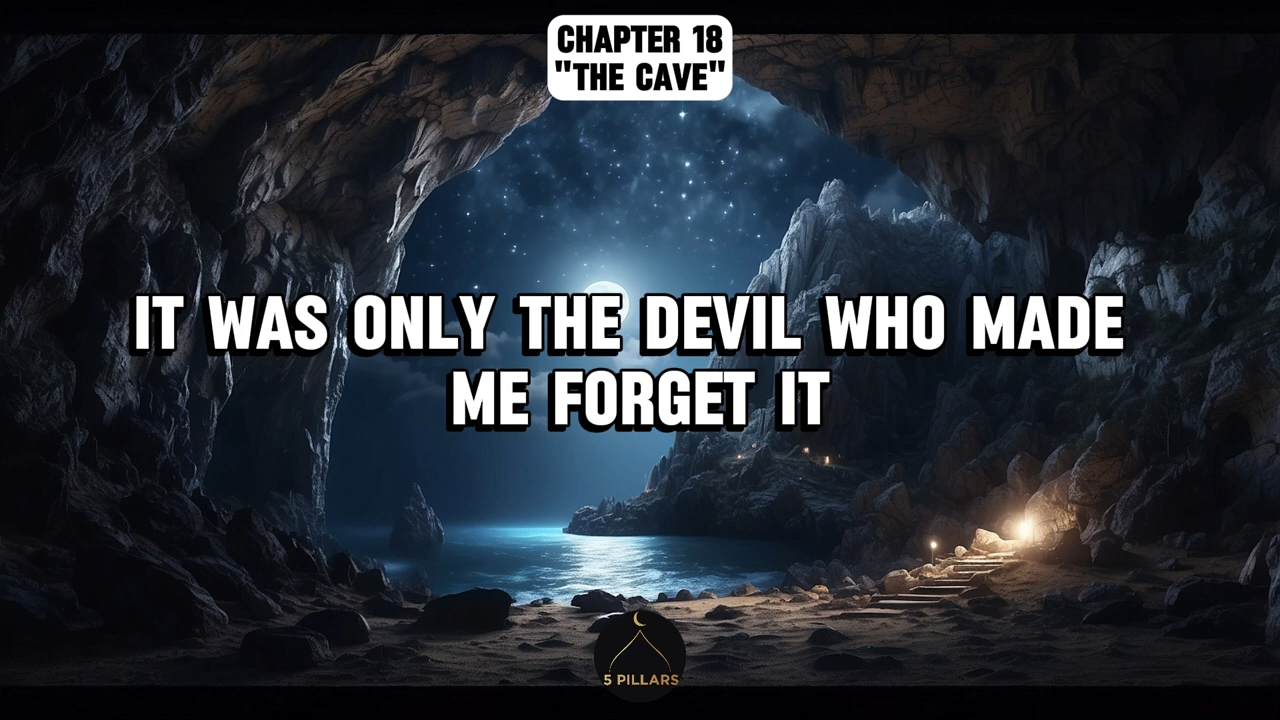 CHAPTER 18
"THE CAVE"
IT WAS ONLY THE DEVIL WHO MADE
ME FORGET IT
5 PILLARS